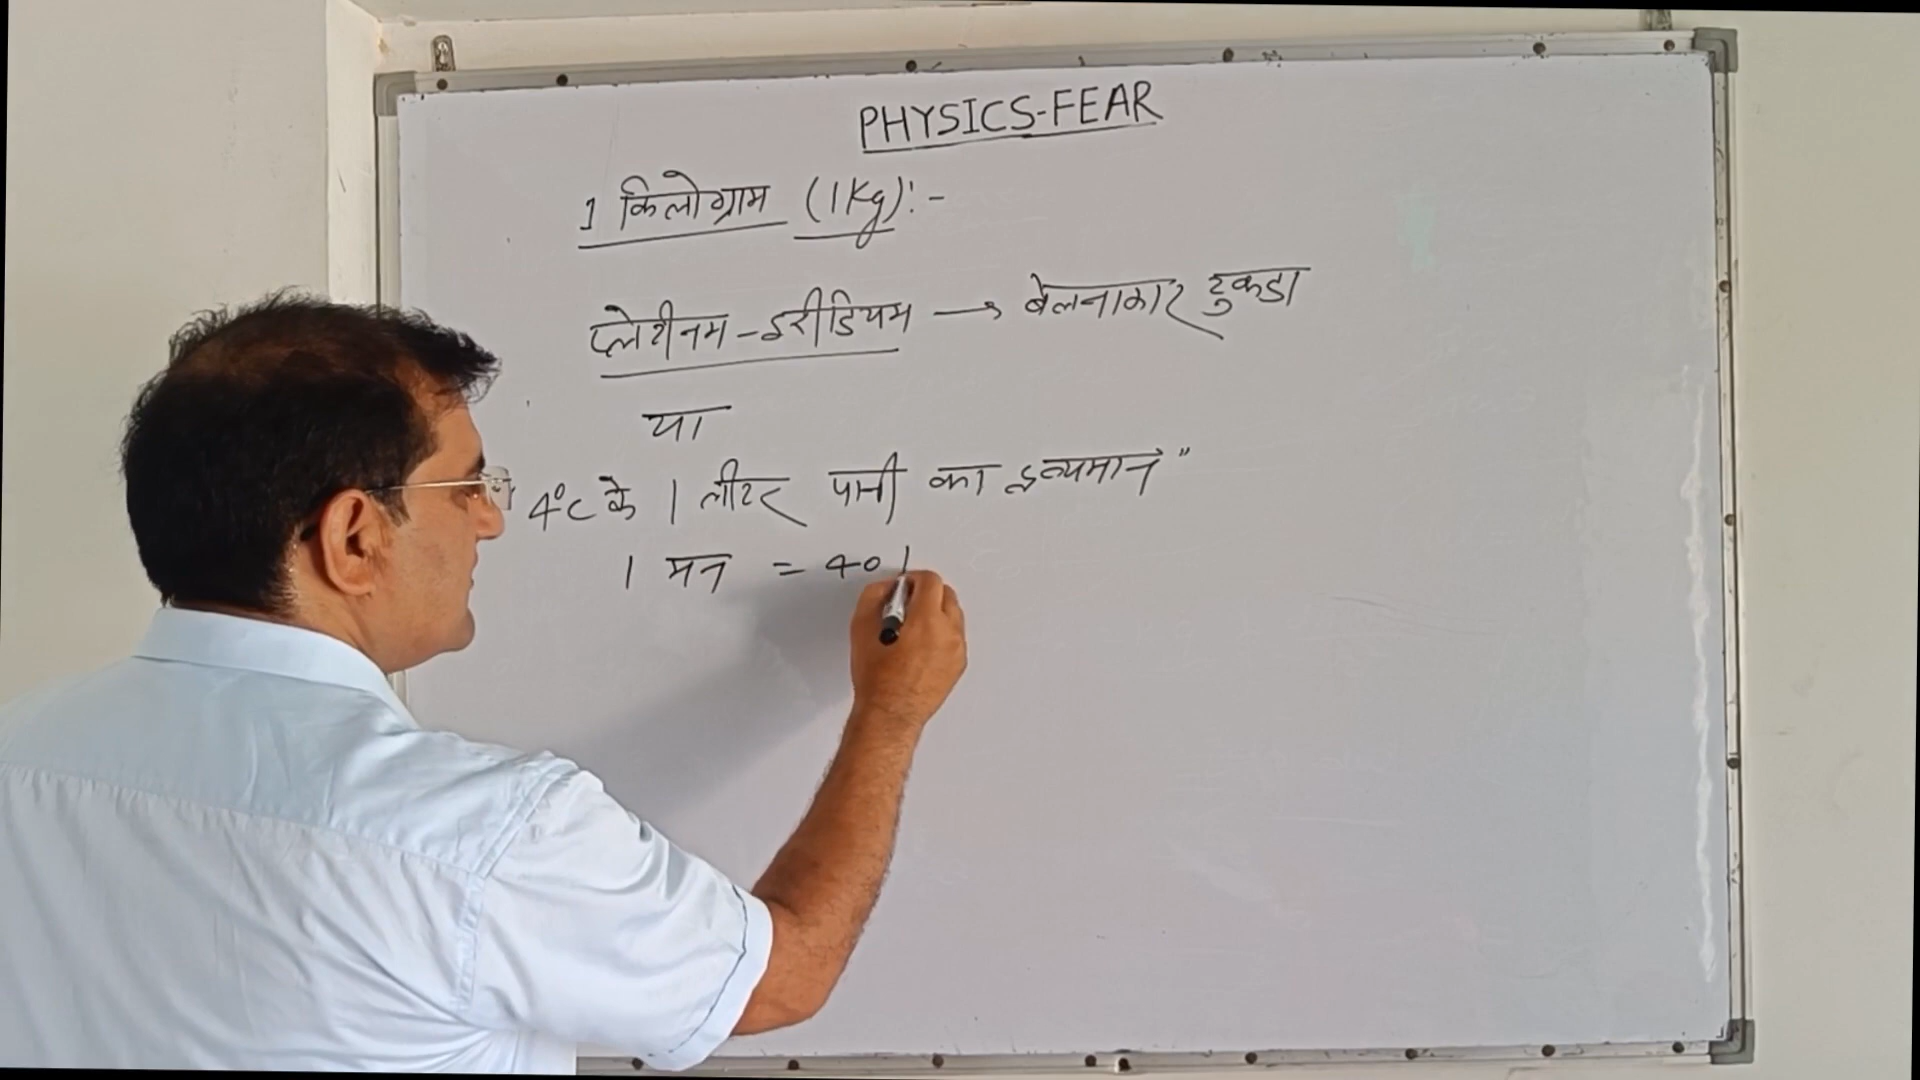 PHYSICS-FEAR
1 किलोग्राम (1Kg):-
प्लेटीनम-इरीडियम → बेलनाकार टुकडा
या
4°C के 1 लीटर पानी का द्रव्यमान"
1 मन = 40